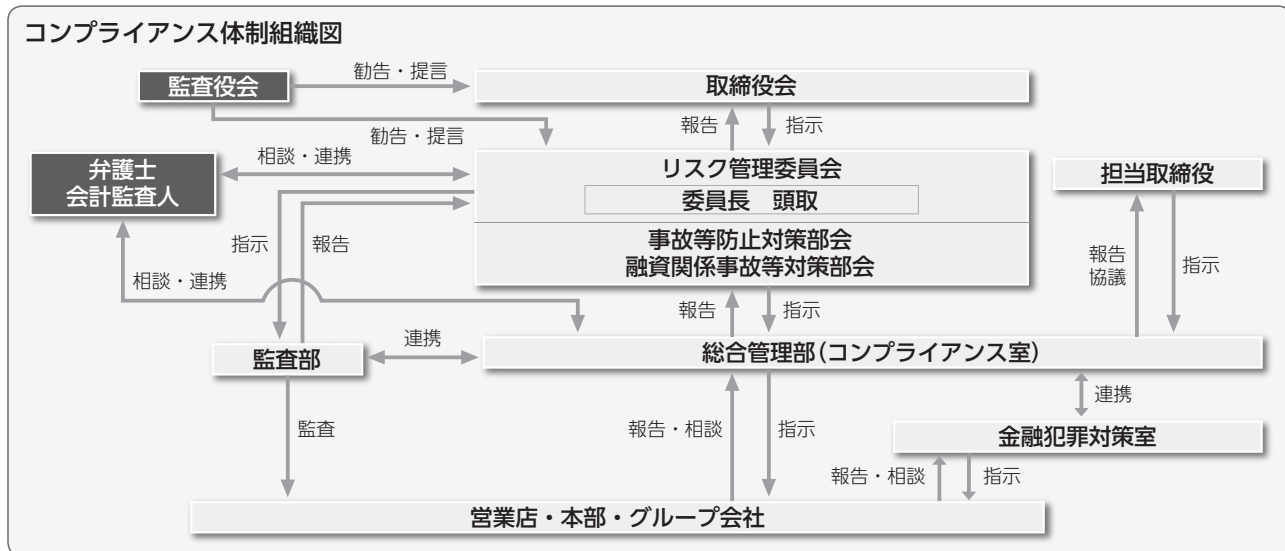 コンプライアンス体制組織図
監査役会
勧告・提言
取締役会
勧告・提言
報告
指示
弁護士
会計監査人
相談・連携
リスク管理委員会
委員長　頭取
担当取締役
事故等防止対策部会
融資関係事故等対策部会
指示
報告
相談・連携
報告
協議
指示
報告
指示
監査部
連携
総合管理部（コンプライアンス室）
連携
監査
報告・相談
指示
金融犯罪対策室
報告・相談
指示
営業店・本部・グループ会社